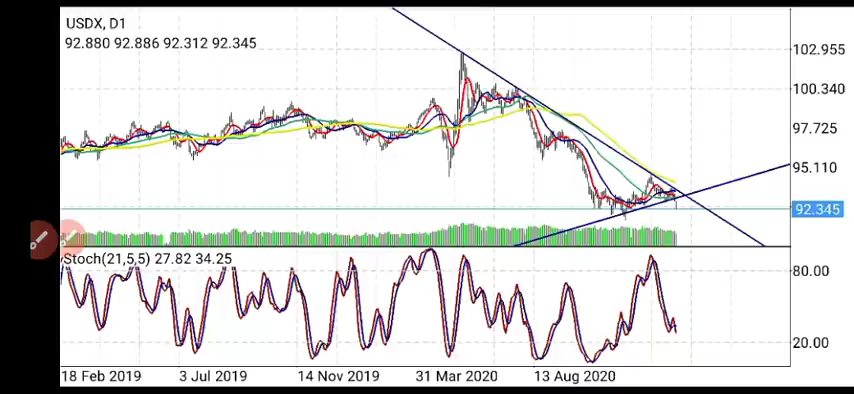 USDX, D1
92.880 92.886 92.312 92.345
102.955
100.340
97.725
95.110
92.345
Stoch(21,5,5) 27.82 34.25
80.00
20.00
18 Feb 2019 3 Jul 2019 14 Nov 2019 31 Mar 2020 13 Aug 2020